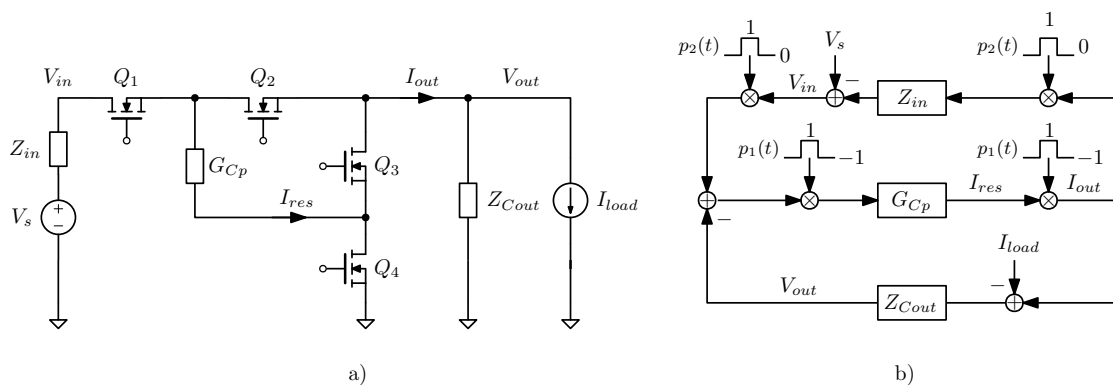 V_in Q_1 Q_2 I_out V_out
Z_in
G_Cp
Q_3
I_res
V_s
+
−
Q_4
Z_Cout
I_load
a)
1
p_2(t) 0
V_s
1
p_2(t) 0
V_in
−
Z_in
1
p_1(t) −1
1
p_1(t) −1
−
G_Cp
I_res
I_out
I_load
−
V_out
Z_Cout
b)